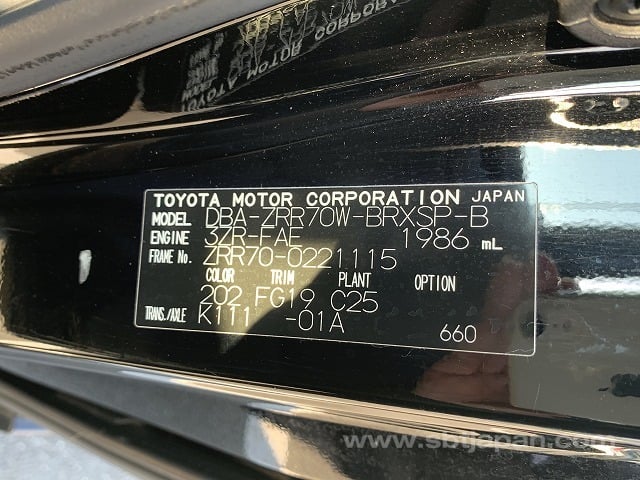 TOYOTA MOTOR CORPORATION JAPAN
MODEL DBA-ZRR70W-BRXSP-B
ENGINE 3ZR-FAE 1986 mL
FRAME No. ZRR70-0221115
COLOR TRIM PLANT OPTION
202 FG19 C25
TRANS./AXLE K111 -01A
660
www.sbtjapan.com